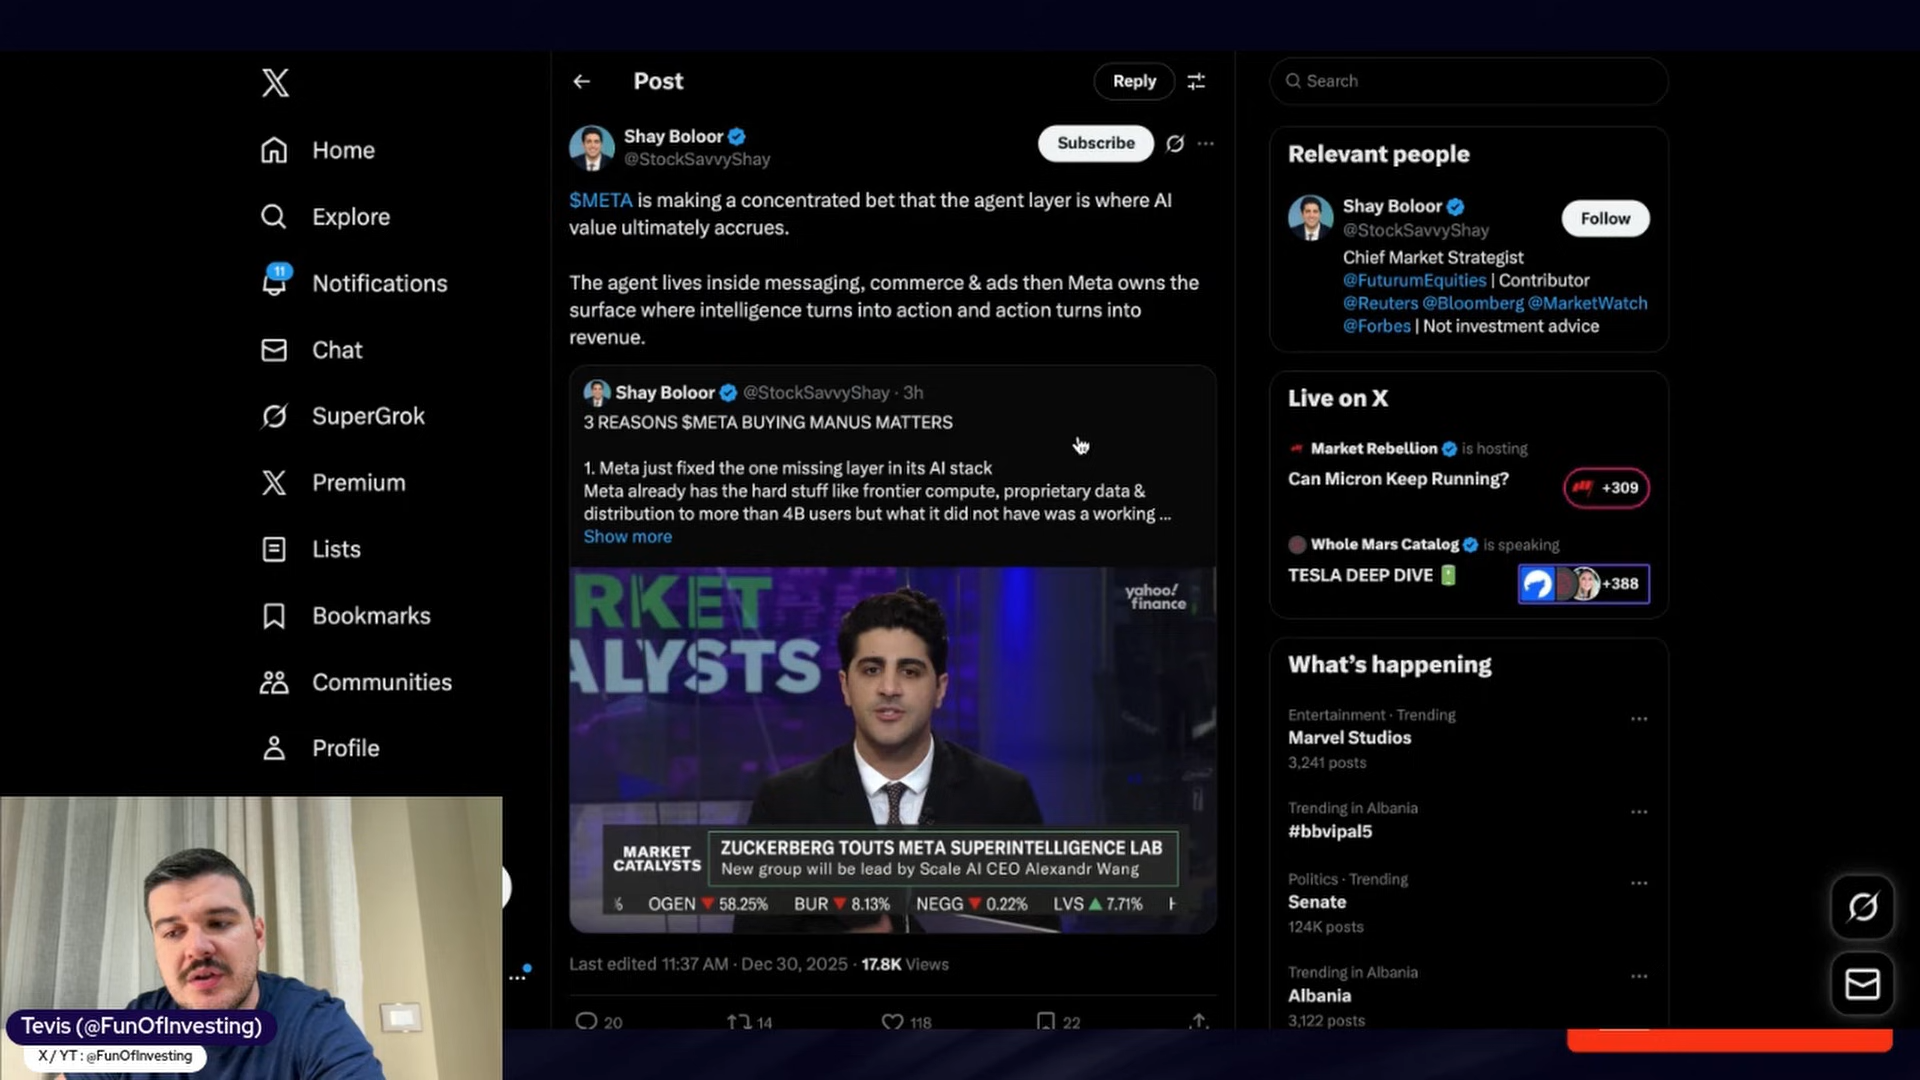 Home
Explore
11
Notifications
Chat
SuperGrok
Premium
Lists
Bookmarks
Communities
Profile
Post
Reply
Shay Boloor
@StockSavvyShay
Subscribe
$META is making a concentrated bet that the agent layer is where AI
value ultimately accrues.
The agent lives inside messaging, commerce & ads then Meta owns the
surface where intelligence turns into action and action turns into
revenue.
Shay Boloor @StockSavvyShay · 3h
3 REASONS $META BUYING MANUS MATTERS
1. Meta just fixed the one missing layer in its AI stack
Meta already has the hard stuff like frontier compute, proprietary data &
distribution to more than 4B users but what it did not have was a working ...
Show more
RKET
ALYSTS
yahoo!
finance
MARKET
CATALYSTS
ZUCKERBERG TOUTS META SUPERINTELLIGENCE LAB
New group will be lead by Scale AI CEO Alexandr Wang
% OGEN ▼ 58.25% BUR ▼ 8.13% NEGG ▼ 0.22% LVS ▲ 7.71%
Last edited 11:37 AM · Dec 30, 2025 · 17.8K Views
20 14 118 22
Search
Relevant people
Shay Boloor
@StockSavvyShay
Follow
Chief Market Strategist
@FuturumEquities | Contributor
@Reuters @Bloomberg @MarketWatch
@Forbes | Not investment advice
Live on X
Market Rebellion is hosting
Can Micron Keep Running?
+309
Whole Mars Catalog is speaking
TESLA DEEP DIVE
+388
What's happening
Entertainment · Trending
Marvel Studios
3,241 posts
Trending in Albania
#bbvipal5
Politics · Trending
Senate
124K posts
Trending in Albania
Albania
3,122 posts
Tevis (@FunOfInvesting)
X / YT : @FunOfInvesting